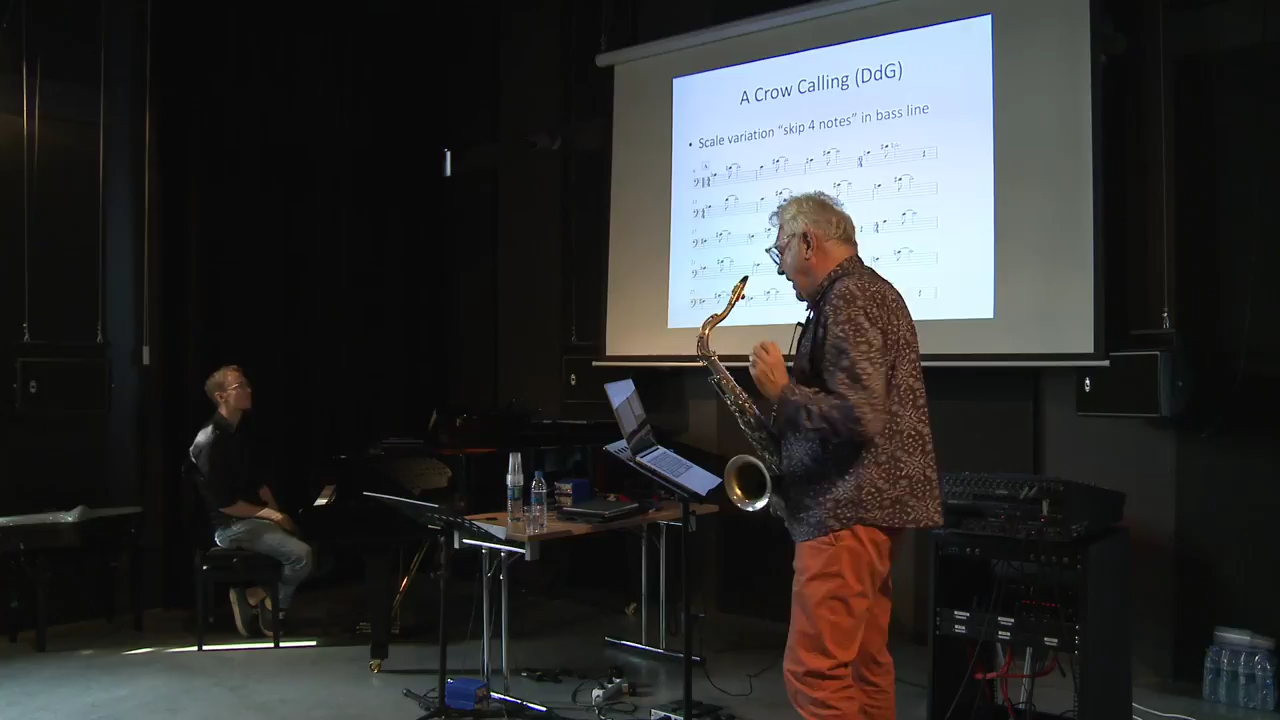 A Crow Calling (DdG)
• Scale variation “skip 4 notes” in bass line
A